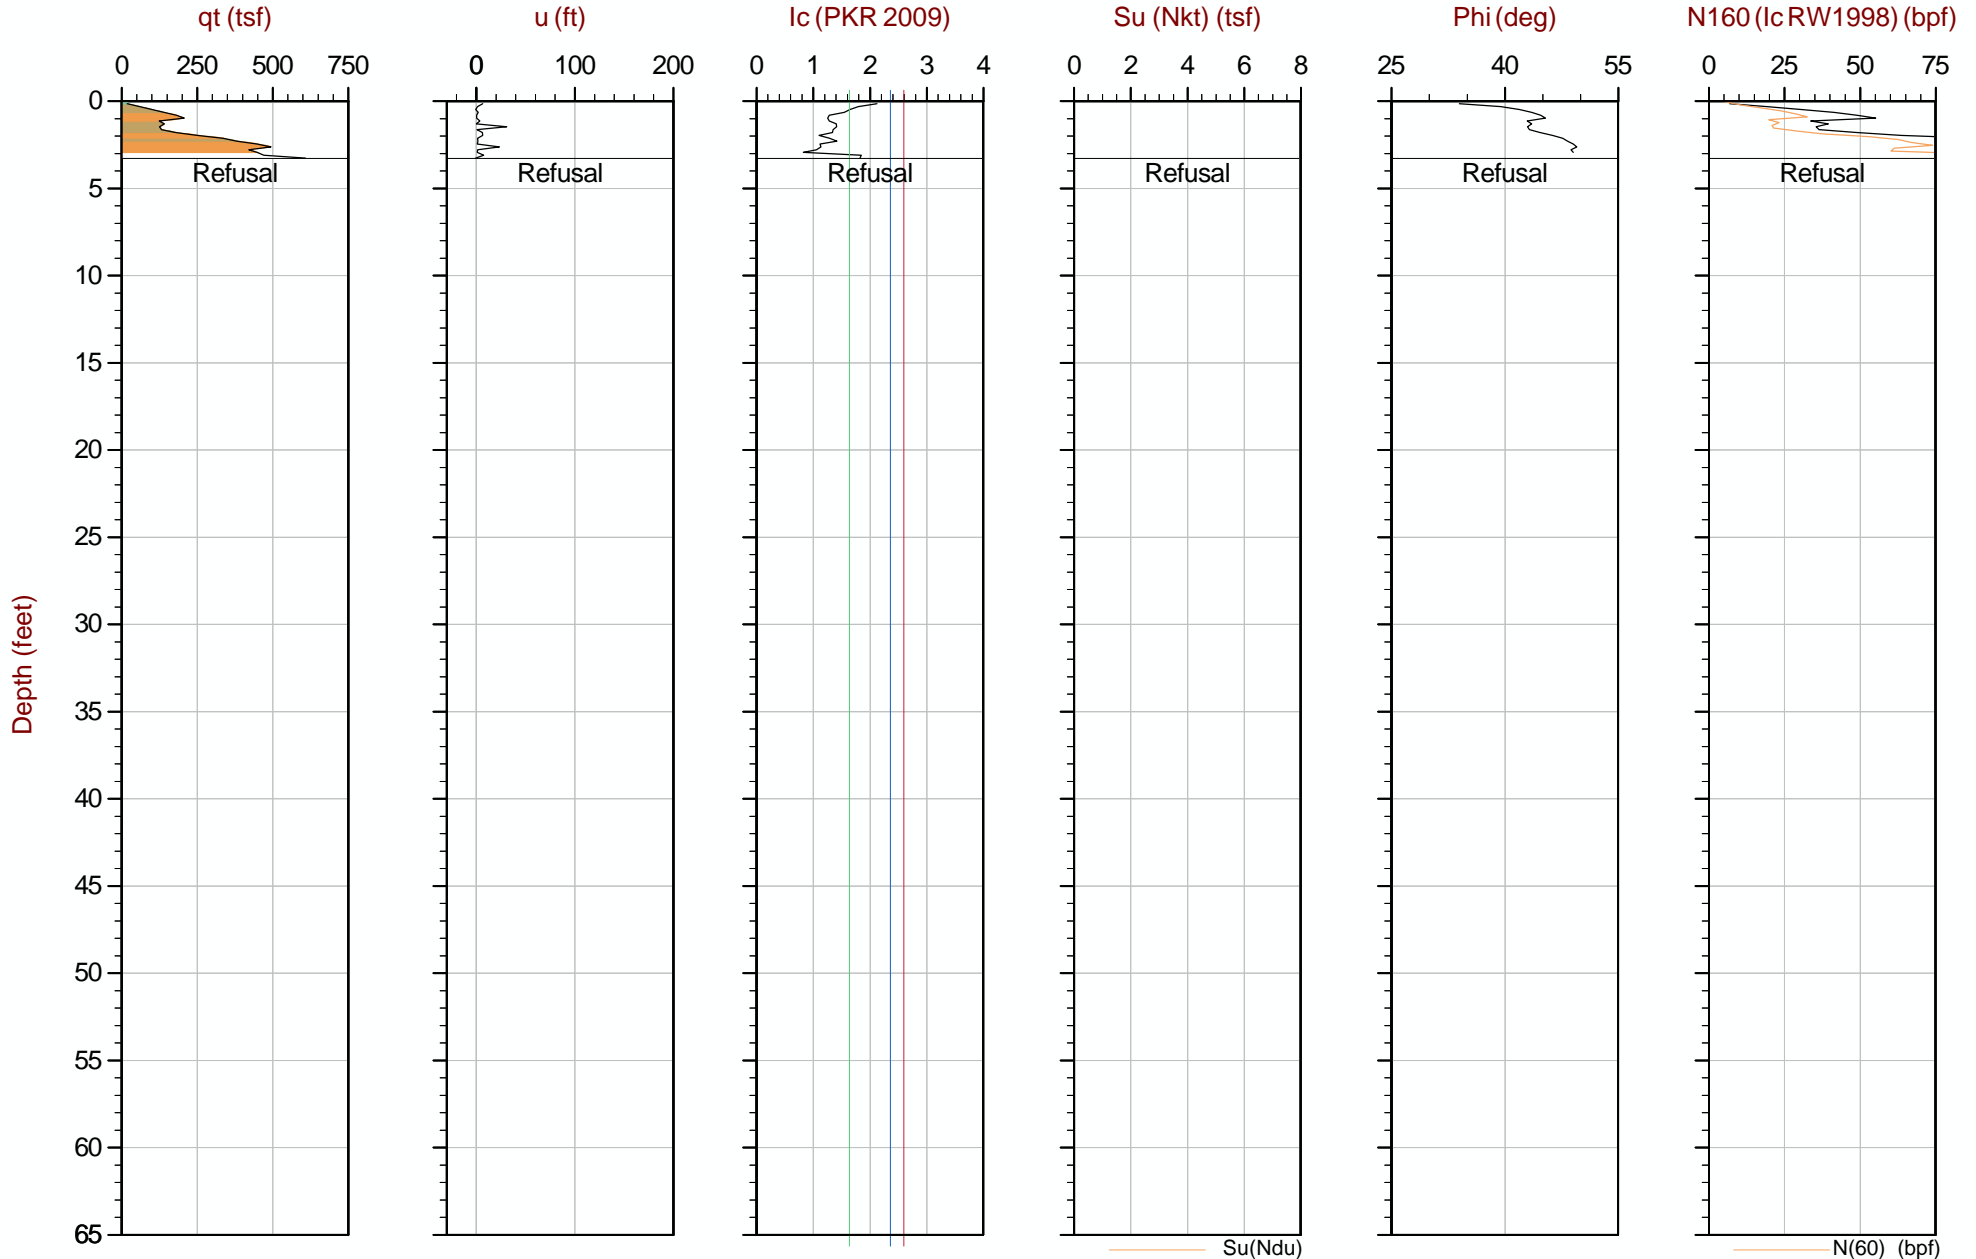 qt (tsf) u (ft) Ic (PKR 2009) Su (Nkt) (tsf) Phi (deg) N160 (Ic RW1998) (bpf)
0 250 500 750 0 100 200 0 1 2 3 4 0 2 4 6 8 25 40 55 0 25 50 75
0
Refusal Refusal Refusal Refusal Refusal Refusal
5
10
15
20
25
30
Depth (feet)
35
40
45
50
55
60
65
Su(Ndu) N(60) (bpf)